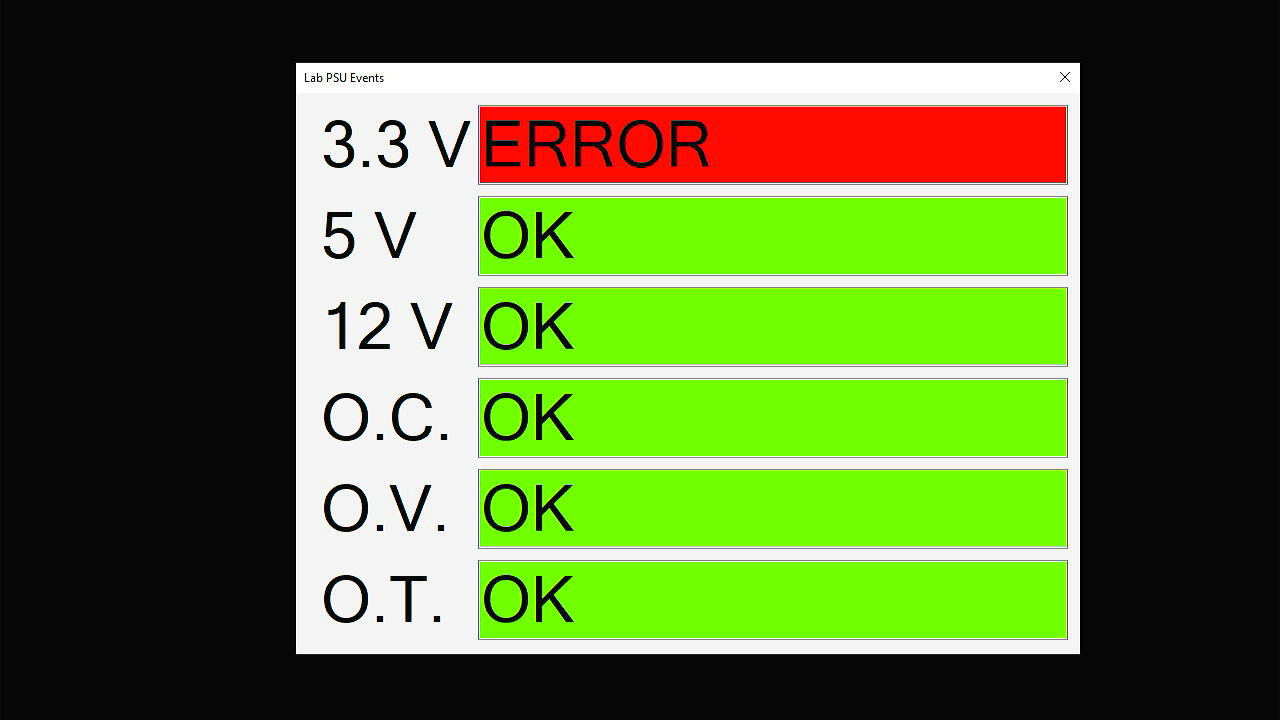 Lab PSU Events
3.3 V ERROR
5 V OK
12 V OK
O.C. OK
O.V. OK
O.T. OK